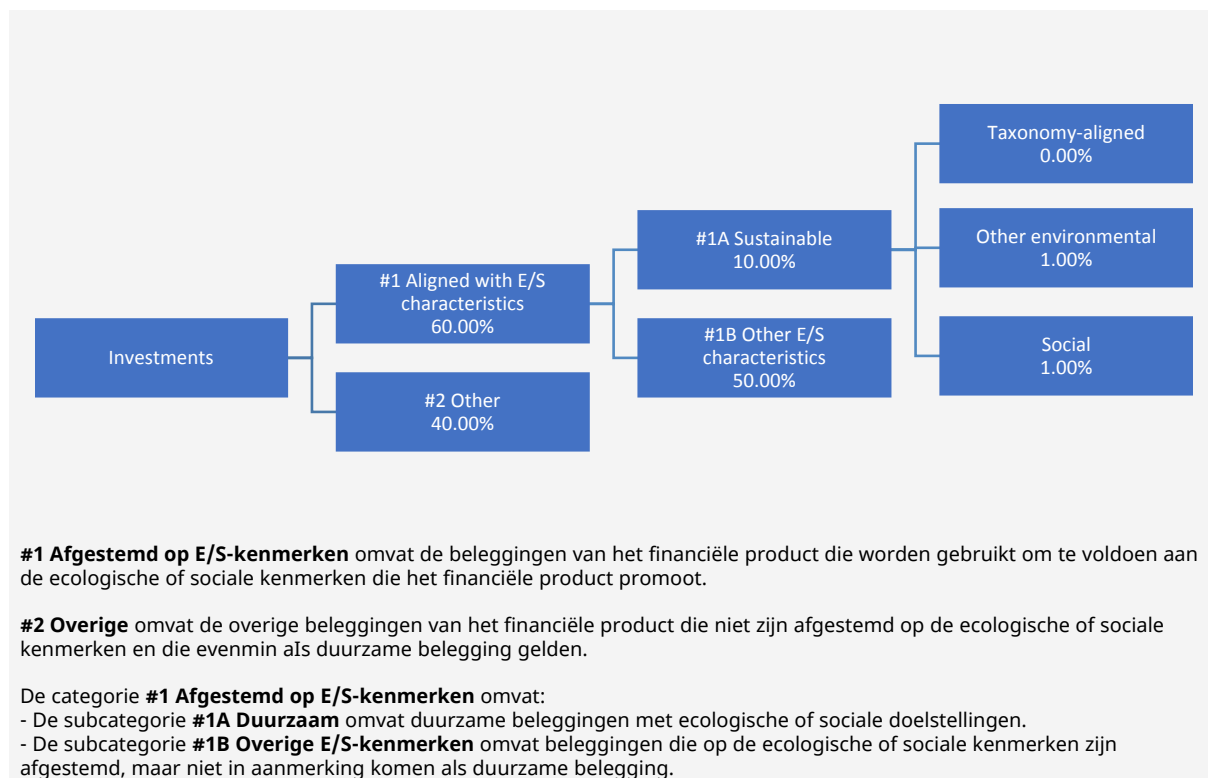 Investments
#1 Aligned with E/S
characteristics
60.00%
#2 Other
40.00%
#1A Sustainable
10.00%
#1B Other E/S
characteristics
50.00%
Taxonomy-aligned
0.00%
Other environmental
1.00%
Social
1.00%
#1 Afgestemd op E/S-kenmerken omvat de beleggingen van het financiële product die worden gebruikt om te voldoen aan
de ecologische of sociale kenmerken die het financiële product promoot.
#2 Overige omvat de overige beleggingen van het financiële product die niet zijn afgestemd op de ecologische of sociale
kenmerken en die evenmin aIs duurzame belegging gelden.
De categorie #1 Afgestemd op E/S-kenmerken omvat:
- De subcategorie #1A Duurzaam omvat duurzame beleggingen met ecologische of sociale doelstellingen.
- De subcategorie #1B Overige E/S-kenmerken omvat beleggingen die op de ecologische of sociale kenmerken zijn
afgestemd, maar niet in aanmerking komen als duurzame belegging.